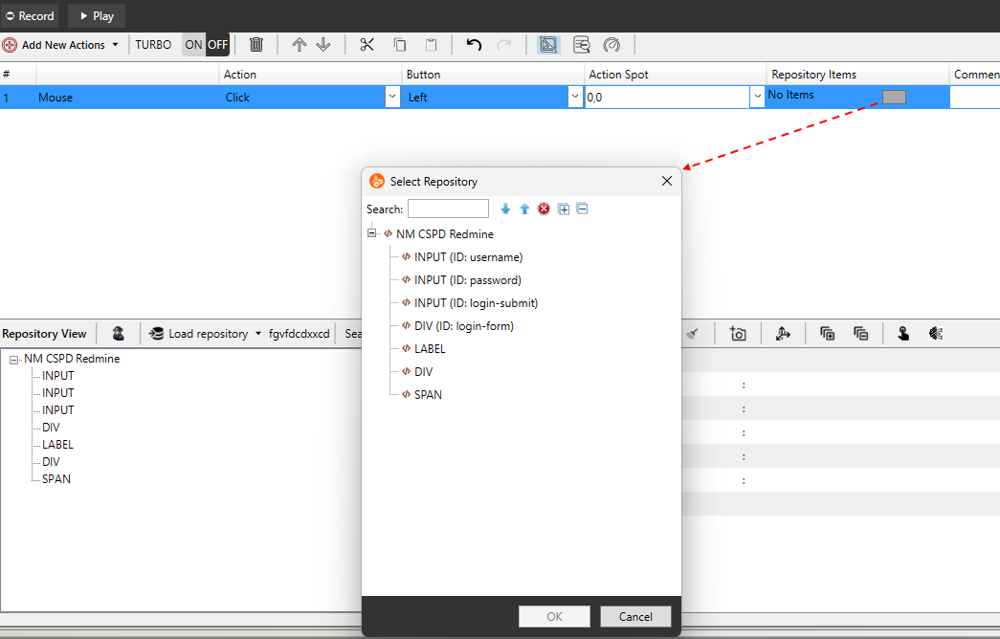 Record Play
Add New Actions TURBO ON OFF
# Action Button Action Spot Repository Items Commen
1 Mouse Click Left 0,0 No Items
Select Repository
Search:
NM CSPD Redmine
INPUT (ID: username)
INPUT (ID: password)
INPUT (ID: login-submit)
DIV (ID: login-form)
LABEL
DIV
SPAN
OK Cancel
Repository View Load repository fgvfdcdxxcd Sea
NM CSPD Redmine
INPUT
INPUT
INPUT
DIV
LABEL
DIV
SPAN
:
:
:
:
: